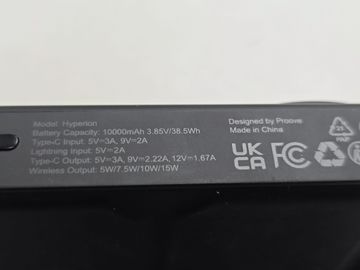 Model: Hyperion
Battery Capacity: 10000mAh 3.85V/38.5Wh
Type-C Input: 5V=3A, 9V=2A
Lightning Input: 5V=2A
Type-C Output: 5V=3A, 9V=2.22A, 12V=1.67A
Wireless Output: 5W/7.5W/10W/15W
Designed by Proove
Made in China
UK
CA
FC
21
PAP